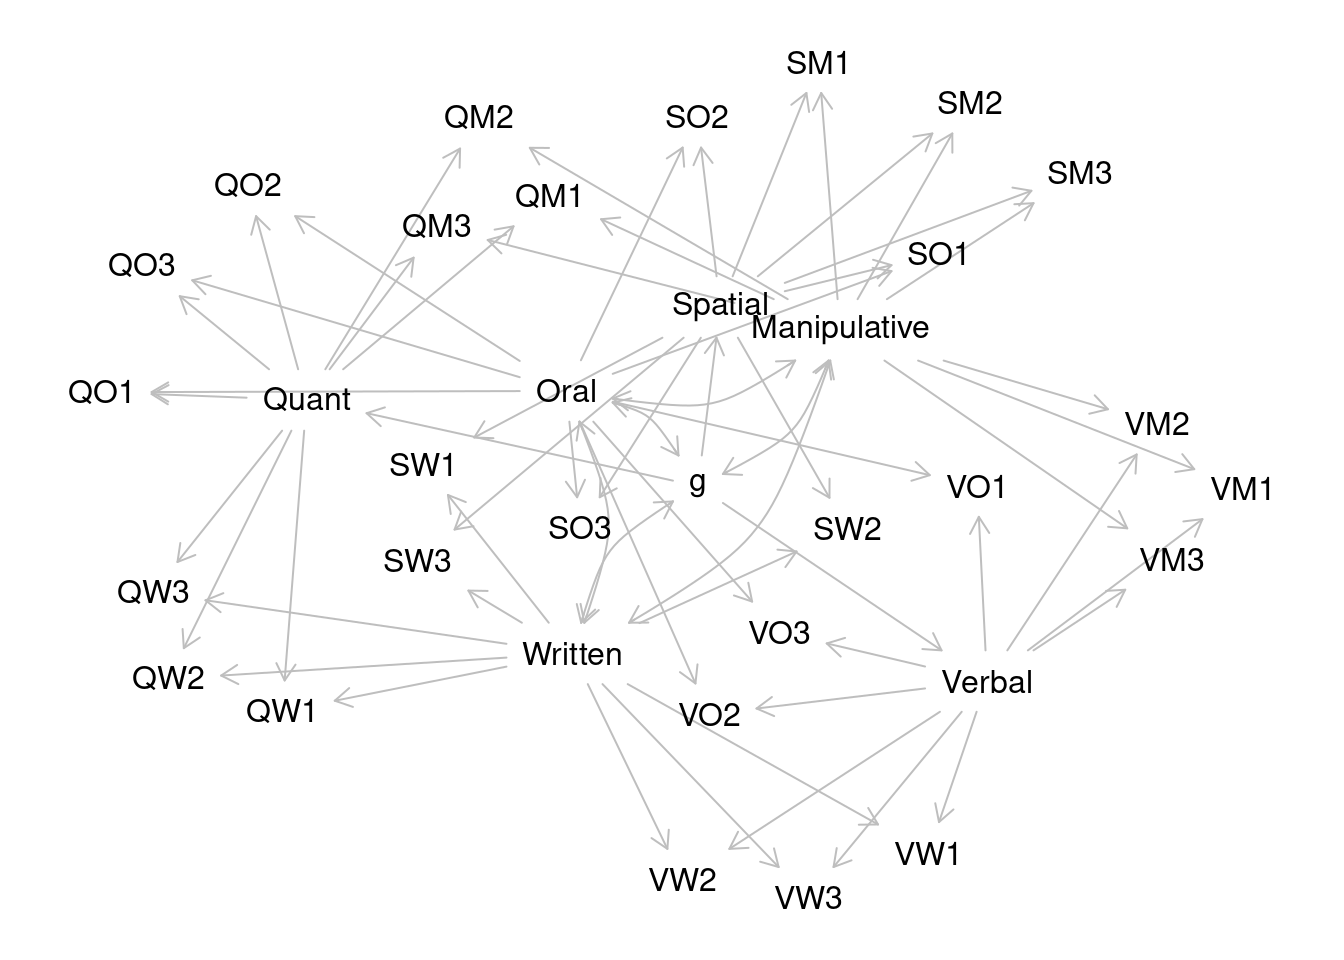 SM1
SM2
QM2
SO2
SM3
QO2
QM1
QM3
SO1
QO3
Spatial
Manipulative
QO1
Quant
Oral
VM2
SW1
g
VO1
VM1
SO3
SW2
SW3
VM3
QW3
VO3
Written
QW2
Verbal
QW1
VO2
VW1
VW2
VW3